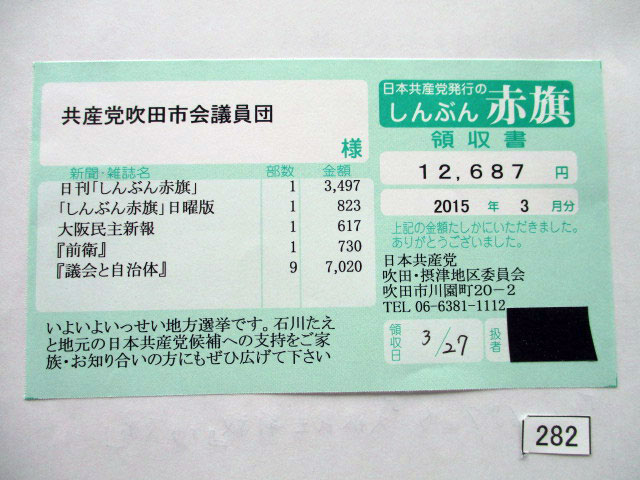 共産党吹田市会議員団
様
新聞・雑誌名 部数 金額
日刊「しんぶん赤旗」 1 3,497
「しんぶん赤旗」日曜版 1 823
大阪民主新報 1 617
『前衛』 1 730
『議会と自治体』 9 7,020
いよいよいっせい地方選挙です。石川たえ
と地元の日本共産党候補への支持をご家
族・お知り合いの方にもぜひ広げて下さい
日本共産党発行の
しんぶん 赤旗
領収書
12,687 円
2015 年 3 月分
上記の金額たしかにいただきました。
ありがとうございました。
日本共産党
吹田・摂津地区委員会
吹田市川園町20-2
TEL 06-6381-1112
領収日 3/27 扱者
282